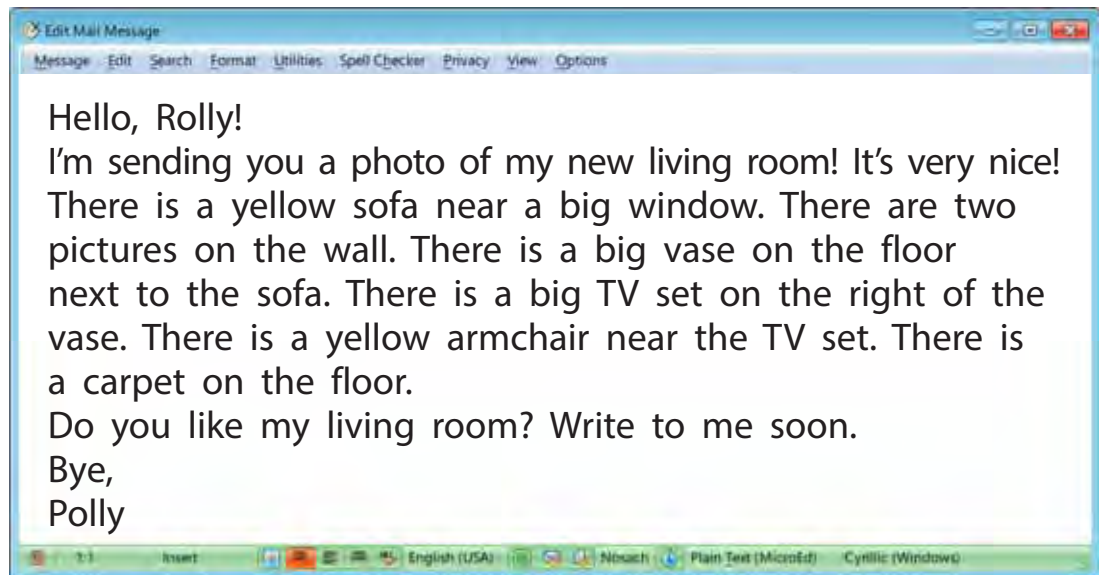 Edit Mail Message
Message Edit Search Format Utilities Spell Checker Privacy View Options
Hello, Rolly!
I'm sending you a photo of my new living room! It's very nice!
There is a yellow sofa near a big window. There are two
pictures on the wall. There is a big vase on the floor
next to the sofa. There is a big TV set on the right of the
vase. There is a yellow armchair near the TV set. There is
a carpet on the floor.
Do you like my living room? Write to me soon.
Bye,
Polly
1:1 Insert English (USA) Plain Text (MicroEd) Cyrillic (Windows)